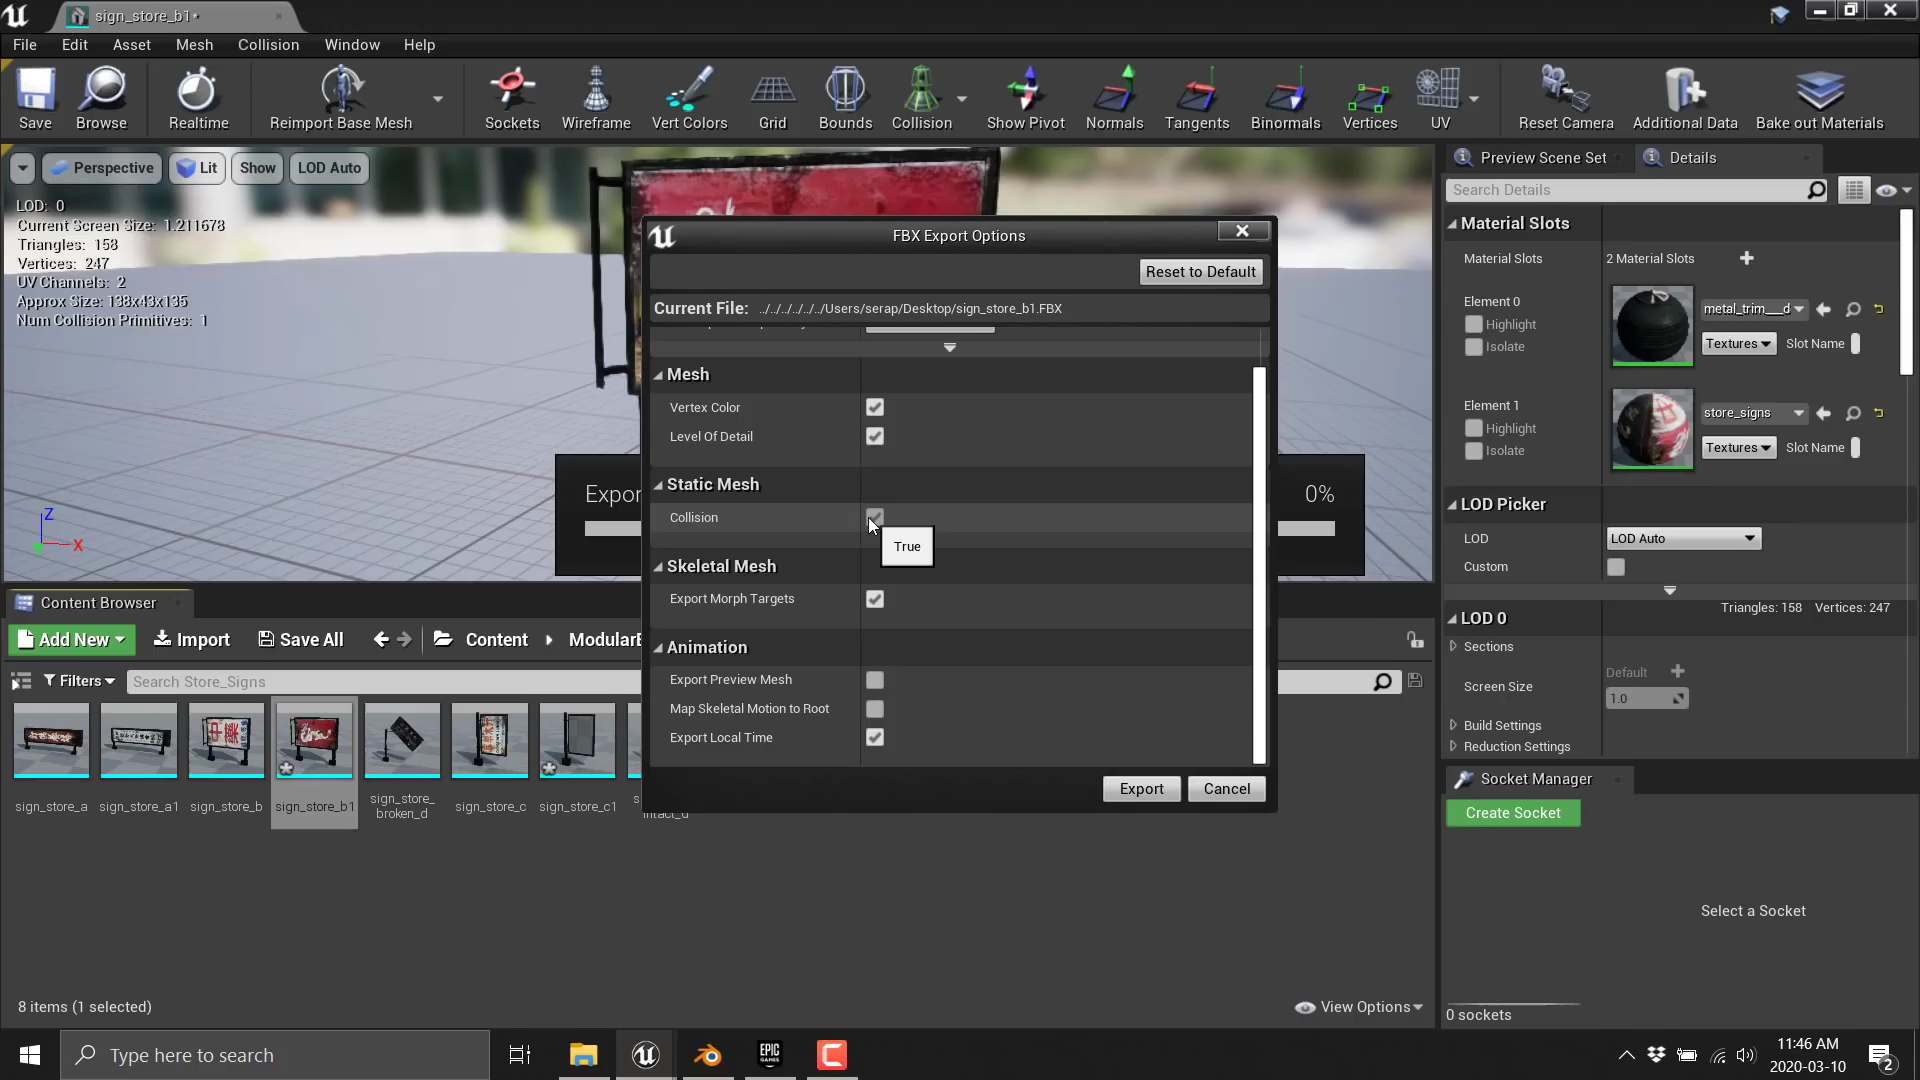 sign_store_b1*
File Edit Asset Mesh Collision Window Help
Save Browse Realtime Reimport Base Mesh Sockets Wireframe Vert Colors Grid Bounds Collision Show Pivot Normals Tangents Binormals Vertices UV Reset Camera Additional Data Bake out Materials
Perspective Lit Show LOD Auto
LOD: 0
Current Screen Size: 1.211678
Triangles: 158
Vertices: 247
UV Channels: 2
Approx Size: 138x43x135
Num Collision Primitives: 1
Z
X
Expor
0%
FBX Export Options
Reset to Default
Current File: ../../../../../../Users/serap/Desktop/sign_store_b1.FBX
Mesh
Vertex Color
Level Of Detail
Static Mesh
Collision
True
Skeletal Mesh
Export Morph Targets
Animation
Export Preview Mesh
Map Skeletal Motion to Root
Export Local Time
Export Cancel
Preview Scene Set Details
Search Details
Material Slots
Material Slots 2 Material Slots
Element 0
Highlight
Isolate
metal_trim__d
Textures Slot Name
Element 1
Highlight
Isolate
store_signs
Textures Slot Name
LOD Picker
LOD LOD Auto
Custom
LOD 0
Triangles: 158 Vertices: 247
Sections
Screen Size
Default
1.0
Build Settings
Reduction Settings
Socket Manager
Create Socket
Select a Socket
0 sockets
Content Browser
Add New Import Save All Content ModularB
Filters Search Store_Signs
sign_store_a sign_store_a1 sign_store_b sign_store_b1 sign_store_ sign_store_c sign_store_c1
broken_d
8 items (1 selected)
View Options
Type here to search
EPIC
GAMES
11:46 AM
2020-03-10
2